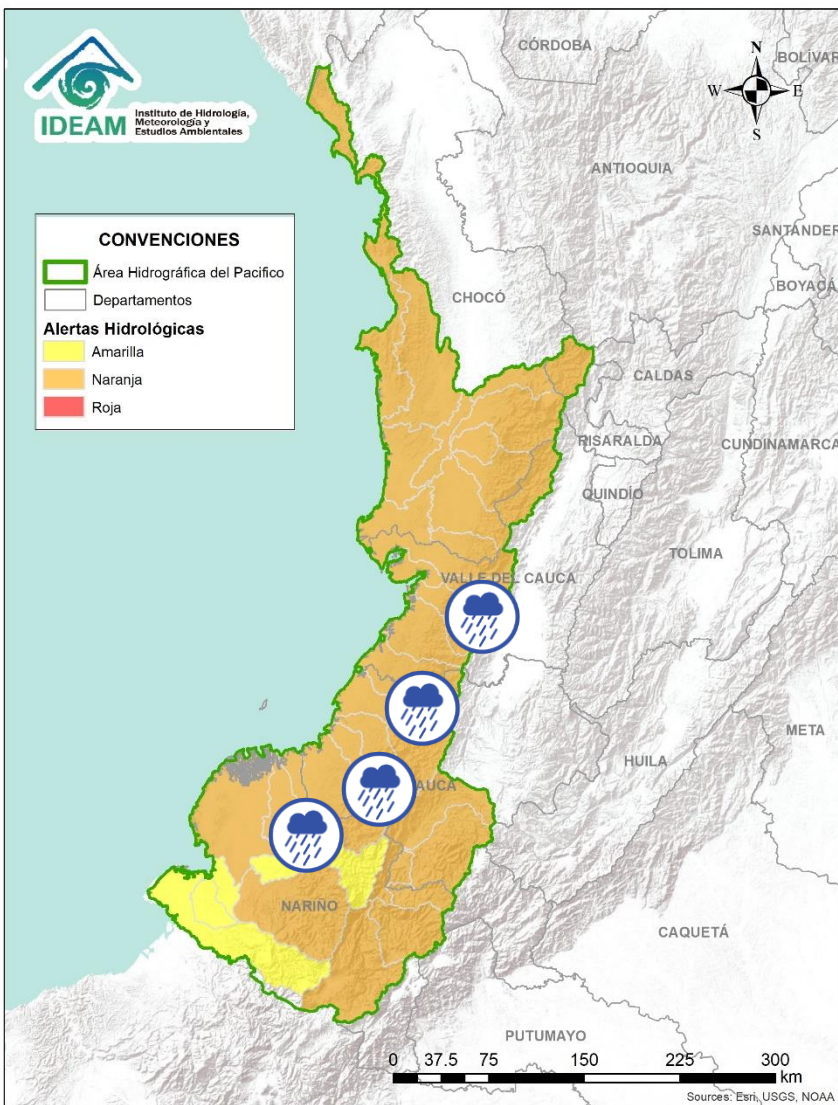 IDEAM
Instituto de Hidrología,
Meteorología y
Estudios Ambientales
N
W
E
S
CÓRDOBA
BOLÍVAR
ANTIOQUIA
SANTANDER
BOYACÁ
CHOCÓ
CONVENCIONES
Área Hidrográfica del Pacifico
Departamentos
Alertas Hidrológicas
Amarilla
Naranja
Roja
CALDAS
RISARALDA
CUNDINAMARCA
QUINDÍO
TOLIMA
VALLE DEL CAUCA
META
HUILA
AUCA
NARIÑO
CAQUETÁ
PUTUMAYO
0 37.5 75 150 225 300
km
Sources: Esri, USGS, NOAA